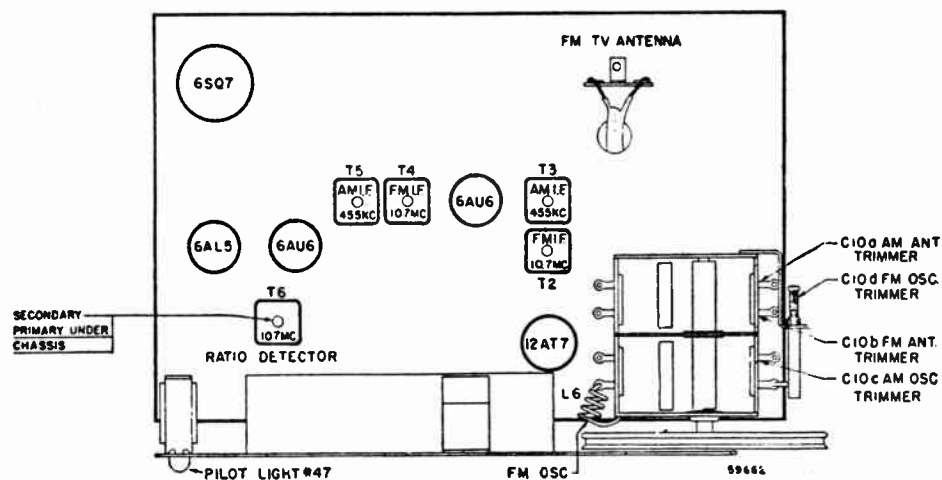 FM TV ANTENNA
6SQ7
T5
T4
T3
AM I.F
455KC
FM I.F
10.7MC
6AU6
AM I.F
455KC
6AL5
6AU6
FM I.F
10.7MC
T2
C10a AM ANT
TRIMMER
C10d FM OSC.
TRIMMER
T6
10.7MC
SECONDARY
PRIMARY UNDER
CHASSIS
RATIO DETECTOR
12AT7
C10b FM ANT.
TRIMMER
C10c AM OSC
TRIMMER
L6
PILOT LIGHT #47
FM OSC
59662